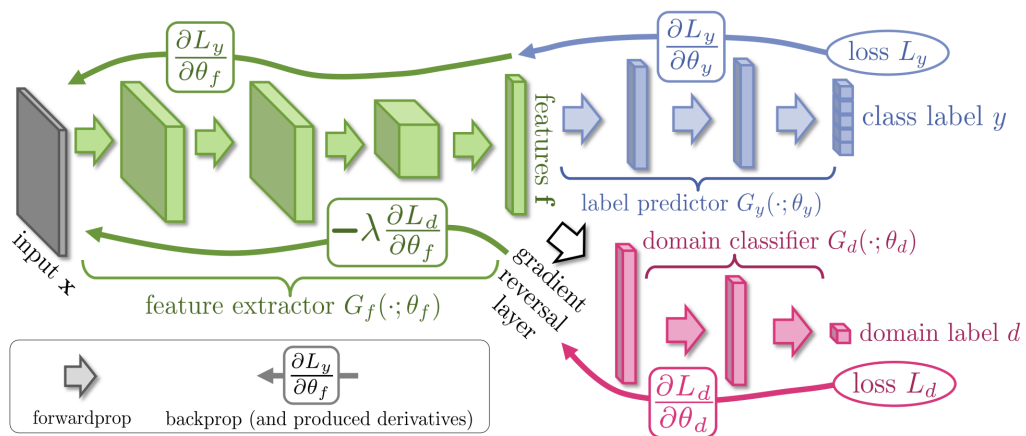 ∂L_y
∂θ_f
∂L_y
∂θ_y
loss L_y
features f
class label y
label predictor G_y(·; θ_y)
input x
−λ ∂L_d
∂θ_f
feature extractor G_f(·; θ_f)
gradient
reversal
layer
domain classifier G_d(·; θ_d)
domain label d
∂L_d
∂θ_d
loss L_d
forwardprop
∂L_y
∂θ_f
backprop (and produced derivatives)